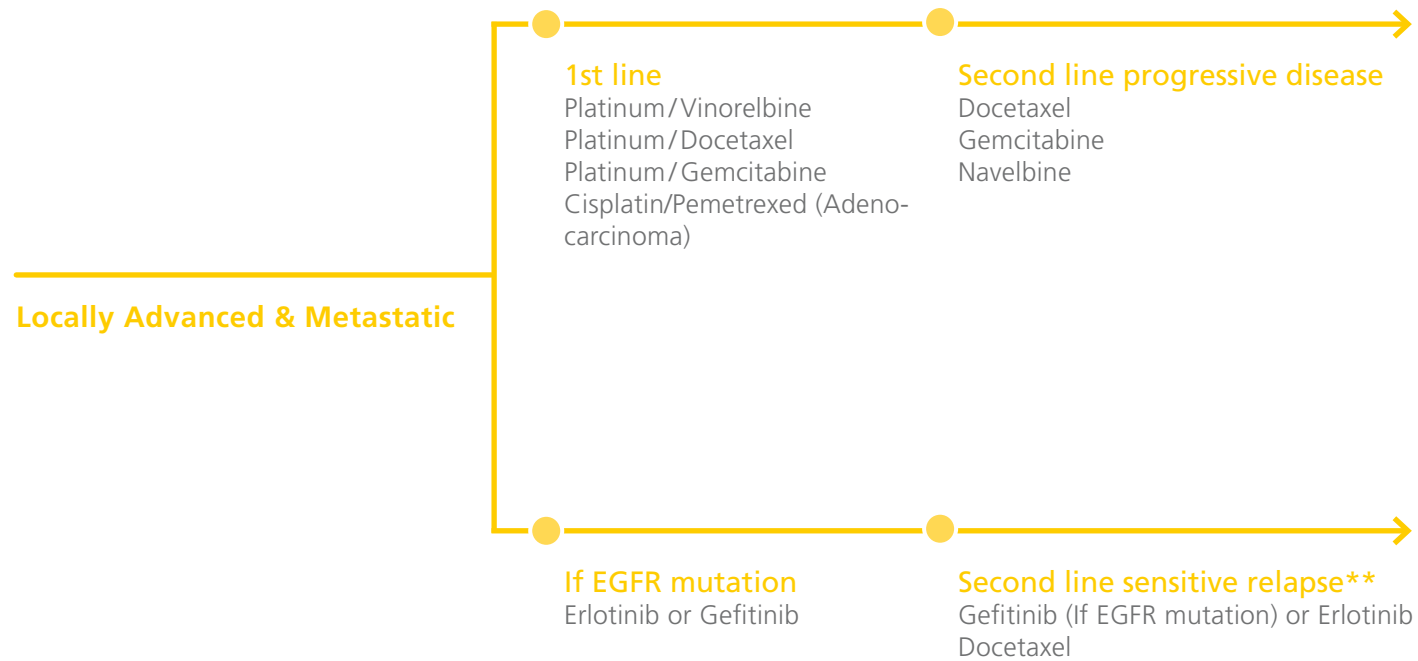 1st line
Platinum/Vinorelbine
Platinum/Docetaxel
Platinum/Gemcitabine
Cisplatin/Pemetrexed (Adeno-
carcinoma)
Second line progressive disease
Docetaxel
Gemcitabine
Navelbine
Locally Advanced & Metastatic
If EGFR mutation
Erlotinib or Gefitinib
Second line sensitive relapse**
Gefitinib (If EGFR mutation) or Erlotinib
Docetaxel